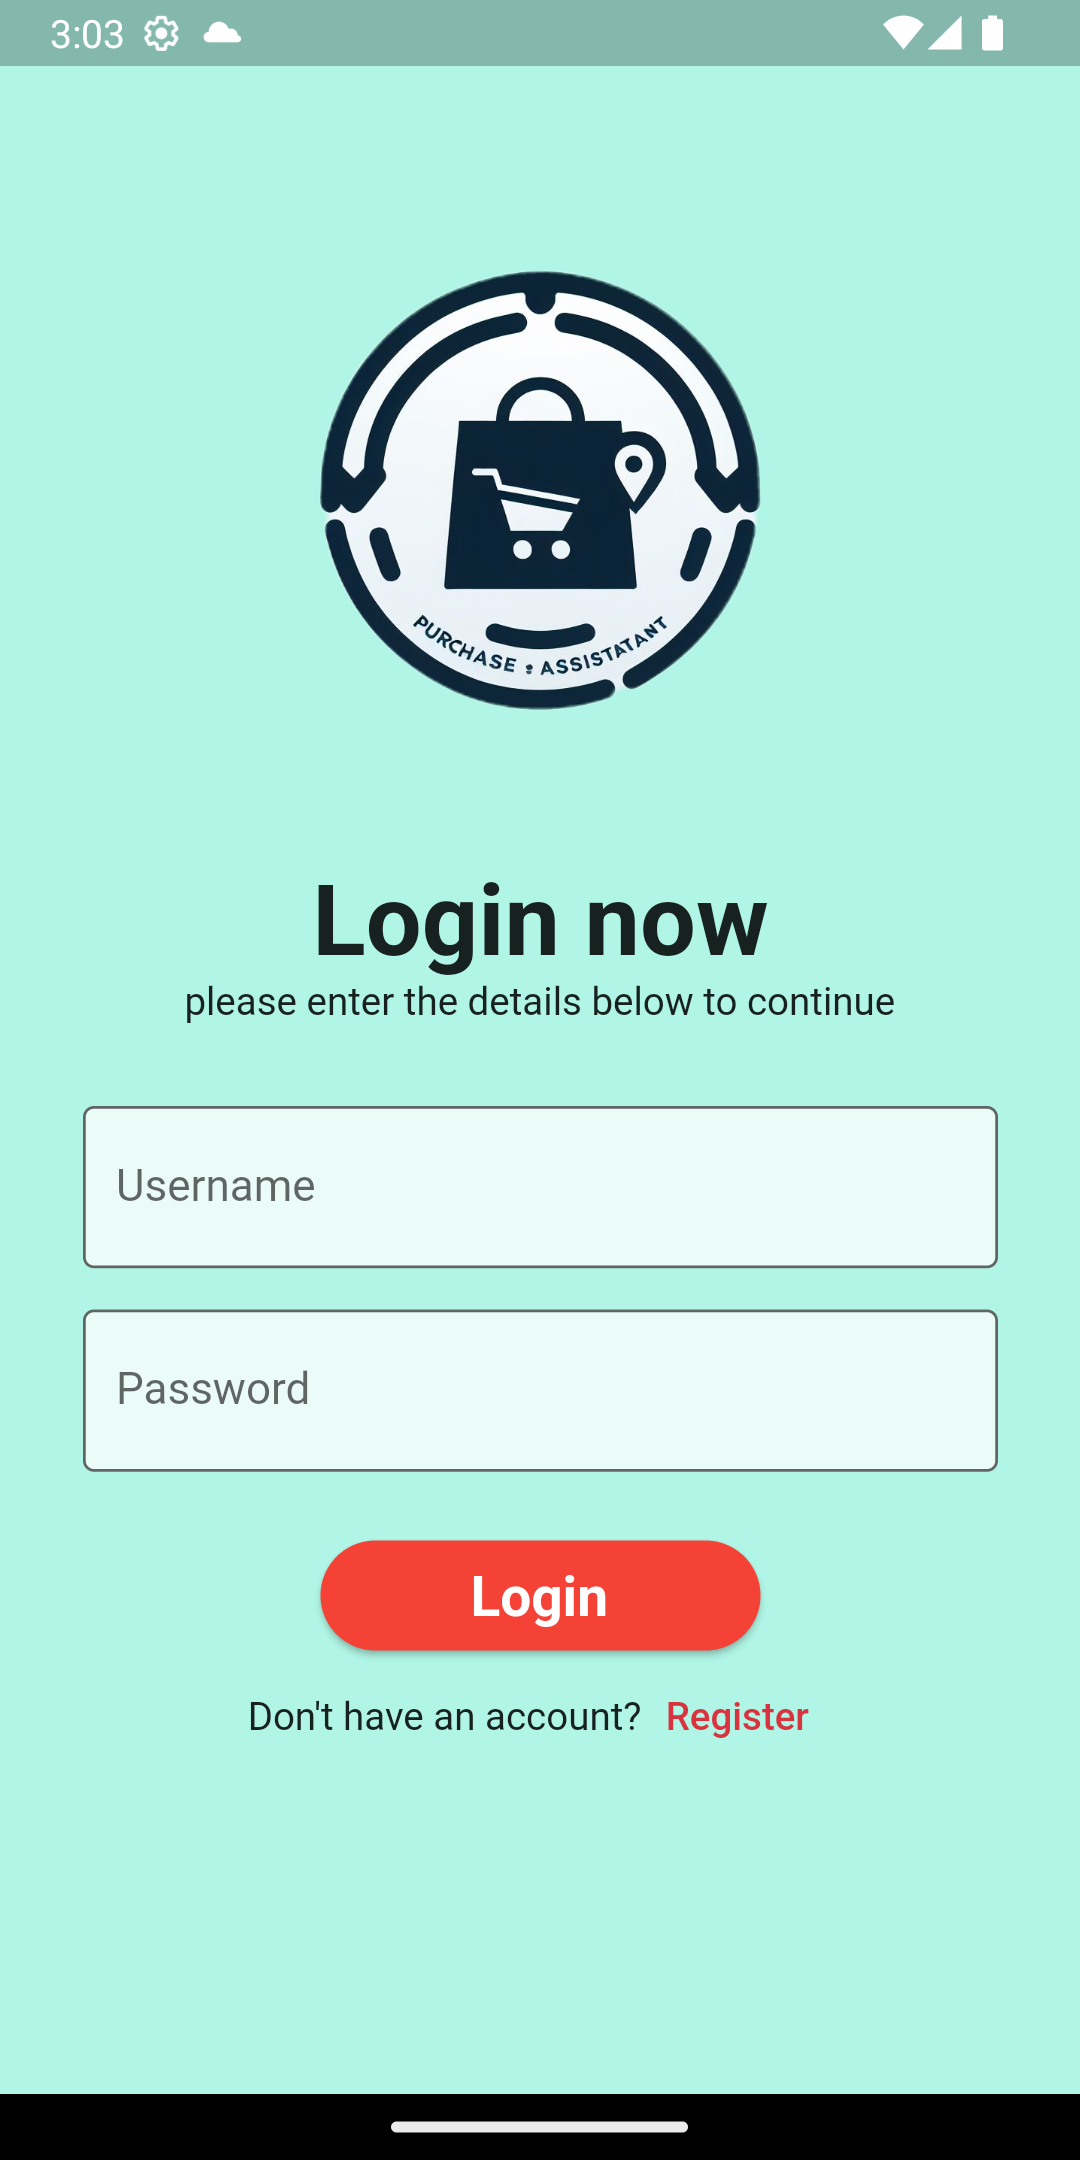 3:03
PURCHASE • ASSISTATANT
Login now
please enter the details below to continue
Username
Password
Login
Don't have an account? Register